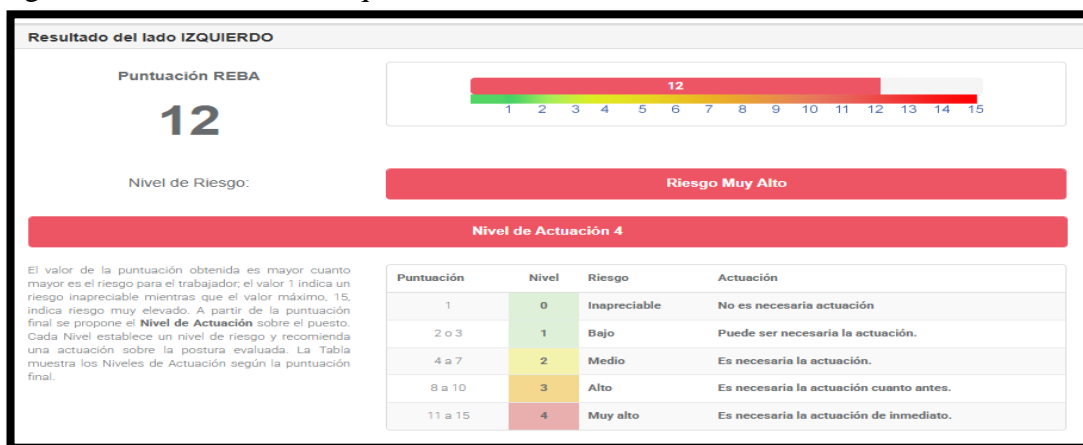 Resultado del lado IZQUIERDO
Puntuación REBA
12
12
1 2 3 4 5 6 7 8 9 10 11 12 13 14 15
Nivel de Riesgo:
Riesgo Muy Alto
Nivel de Actuación 4
El valor de la puntuación obtenida es mayor cuanto
mayor es el riesgo para el trabajador; el valor 1 indica un
riesgo inapreciable mientras que el valor máximo, 15,
indica riesgo muy elevado. A partir de la puntuación
final se propone el Nivel de Actuación sobre el puesto.
Cada Nivel establece un nivel de riesgo y recomienda
una actuación sobre la postura evaluada. La Tabla
muestra los Niveles de Actuación según la puntuación
final.
Puntuación Nivel Riesgo Actuación
1 0 Inapreciable No es necesaria actuación
2 o 3 1 Bajo Puede ser necesaria la actuación.
4 a 7 2 Medio Es necesaria la actuación.
8 a 10 3 Alto Es necesaria la actuación cuanto antes.
11 a 15 4 Muy alto Es necesaria la actuación de inmediato.